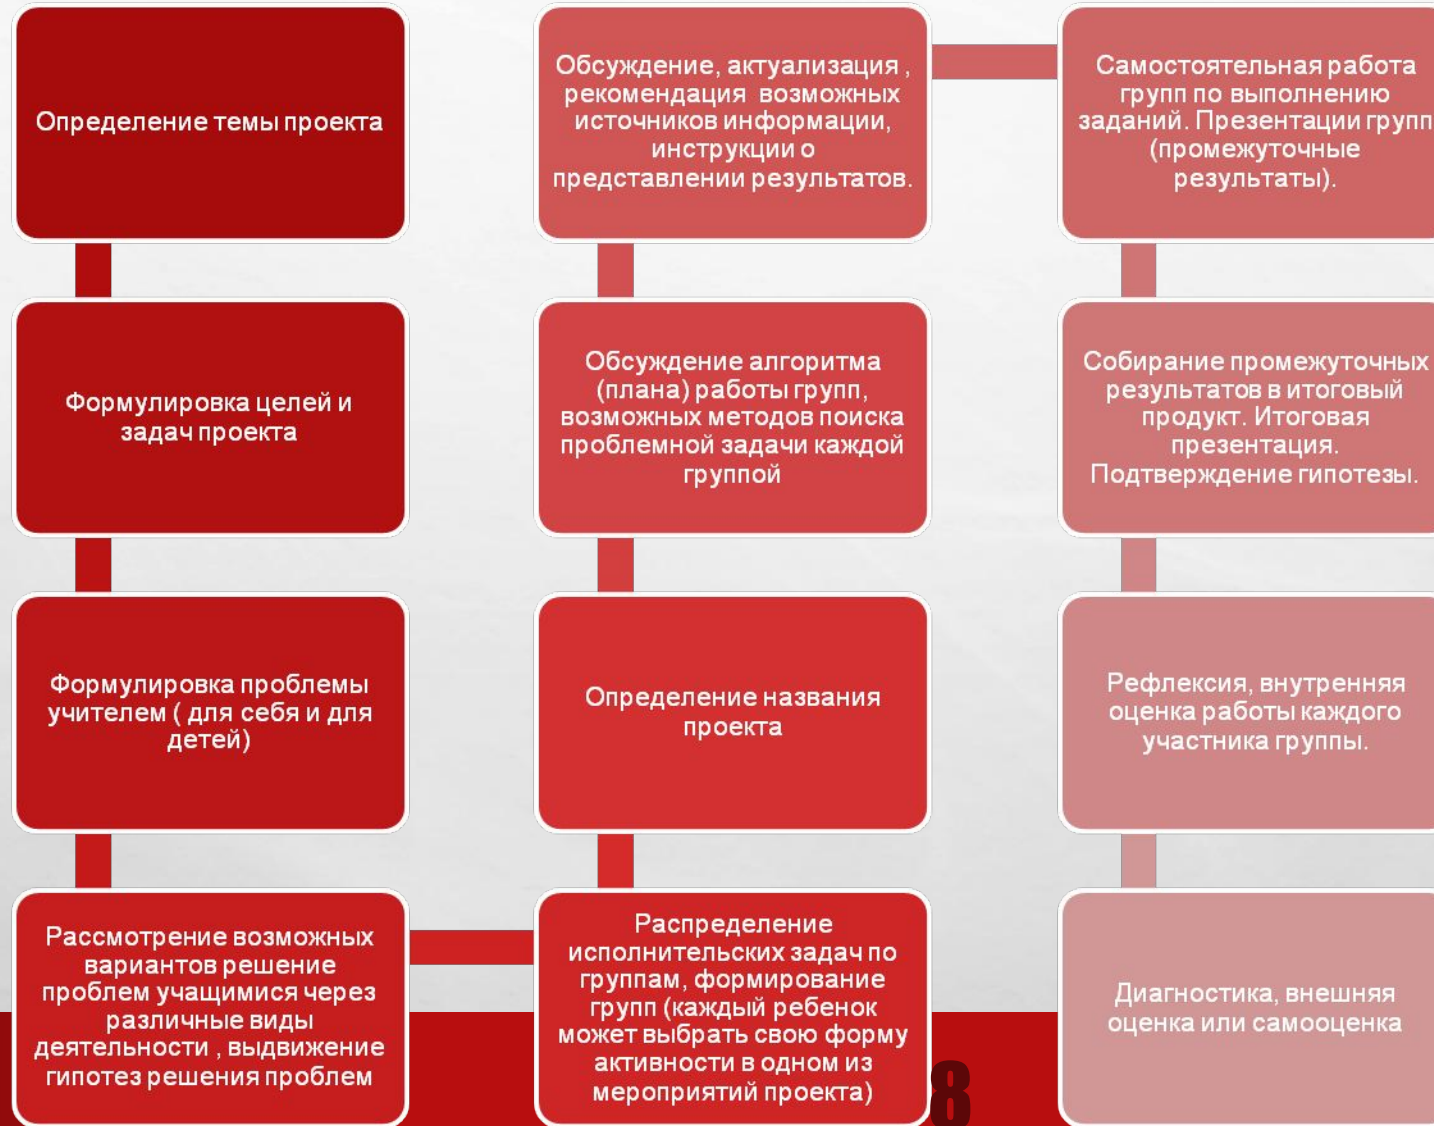 Определение темы проекта
Формулировка целей и
задач проекта
Формулировка проблемы
учителем ( для себя и для
детей)
Рассмотрение возможных
вариантов решение
проблем учащимися через
различные виды
деятельности , выдвижение
гипотез решения проблем
Распределение
исполнительских задач по
группам, формирование
групп (каждый ребенок
может выбрать свою форму
активности в одном из
мероприятий проекта)
Определение названия
проекта
Обсуждение алгоритма
(плана) работы групп,
возможных методов поиска
проблемной задачи каждой
группой
Обсуждение, актуализация ,
рекомендация возможных
источников информации,
инструкции о
представлении результатов.
Самостоятельная работа
групп по выполнению
заданий. Презентации групп
(промежуточные
результаты).
Собирание промежуточных
результатов в итоговый
продукт. Итоговая
презентация.
Подтверждение гипотезы.
Рефлексия, внутренняя
оценка работы каждого
участника группы.
Диагностика, внешняя
оценка или самооценка
8